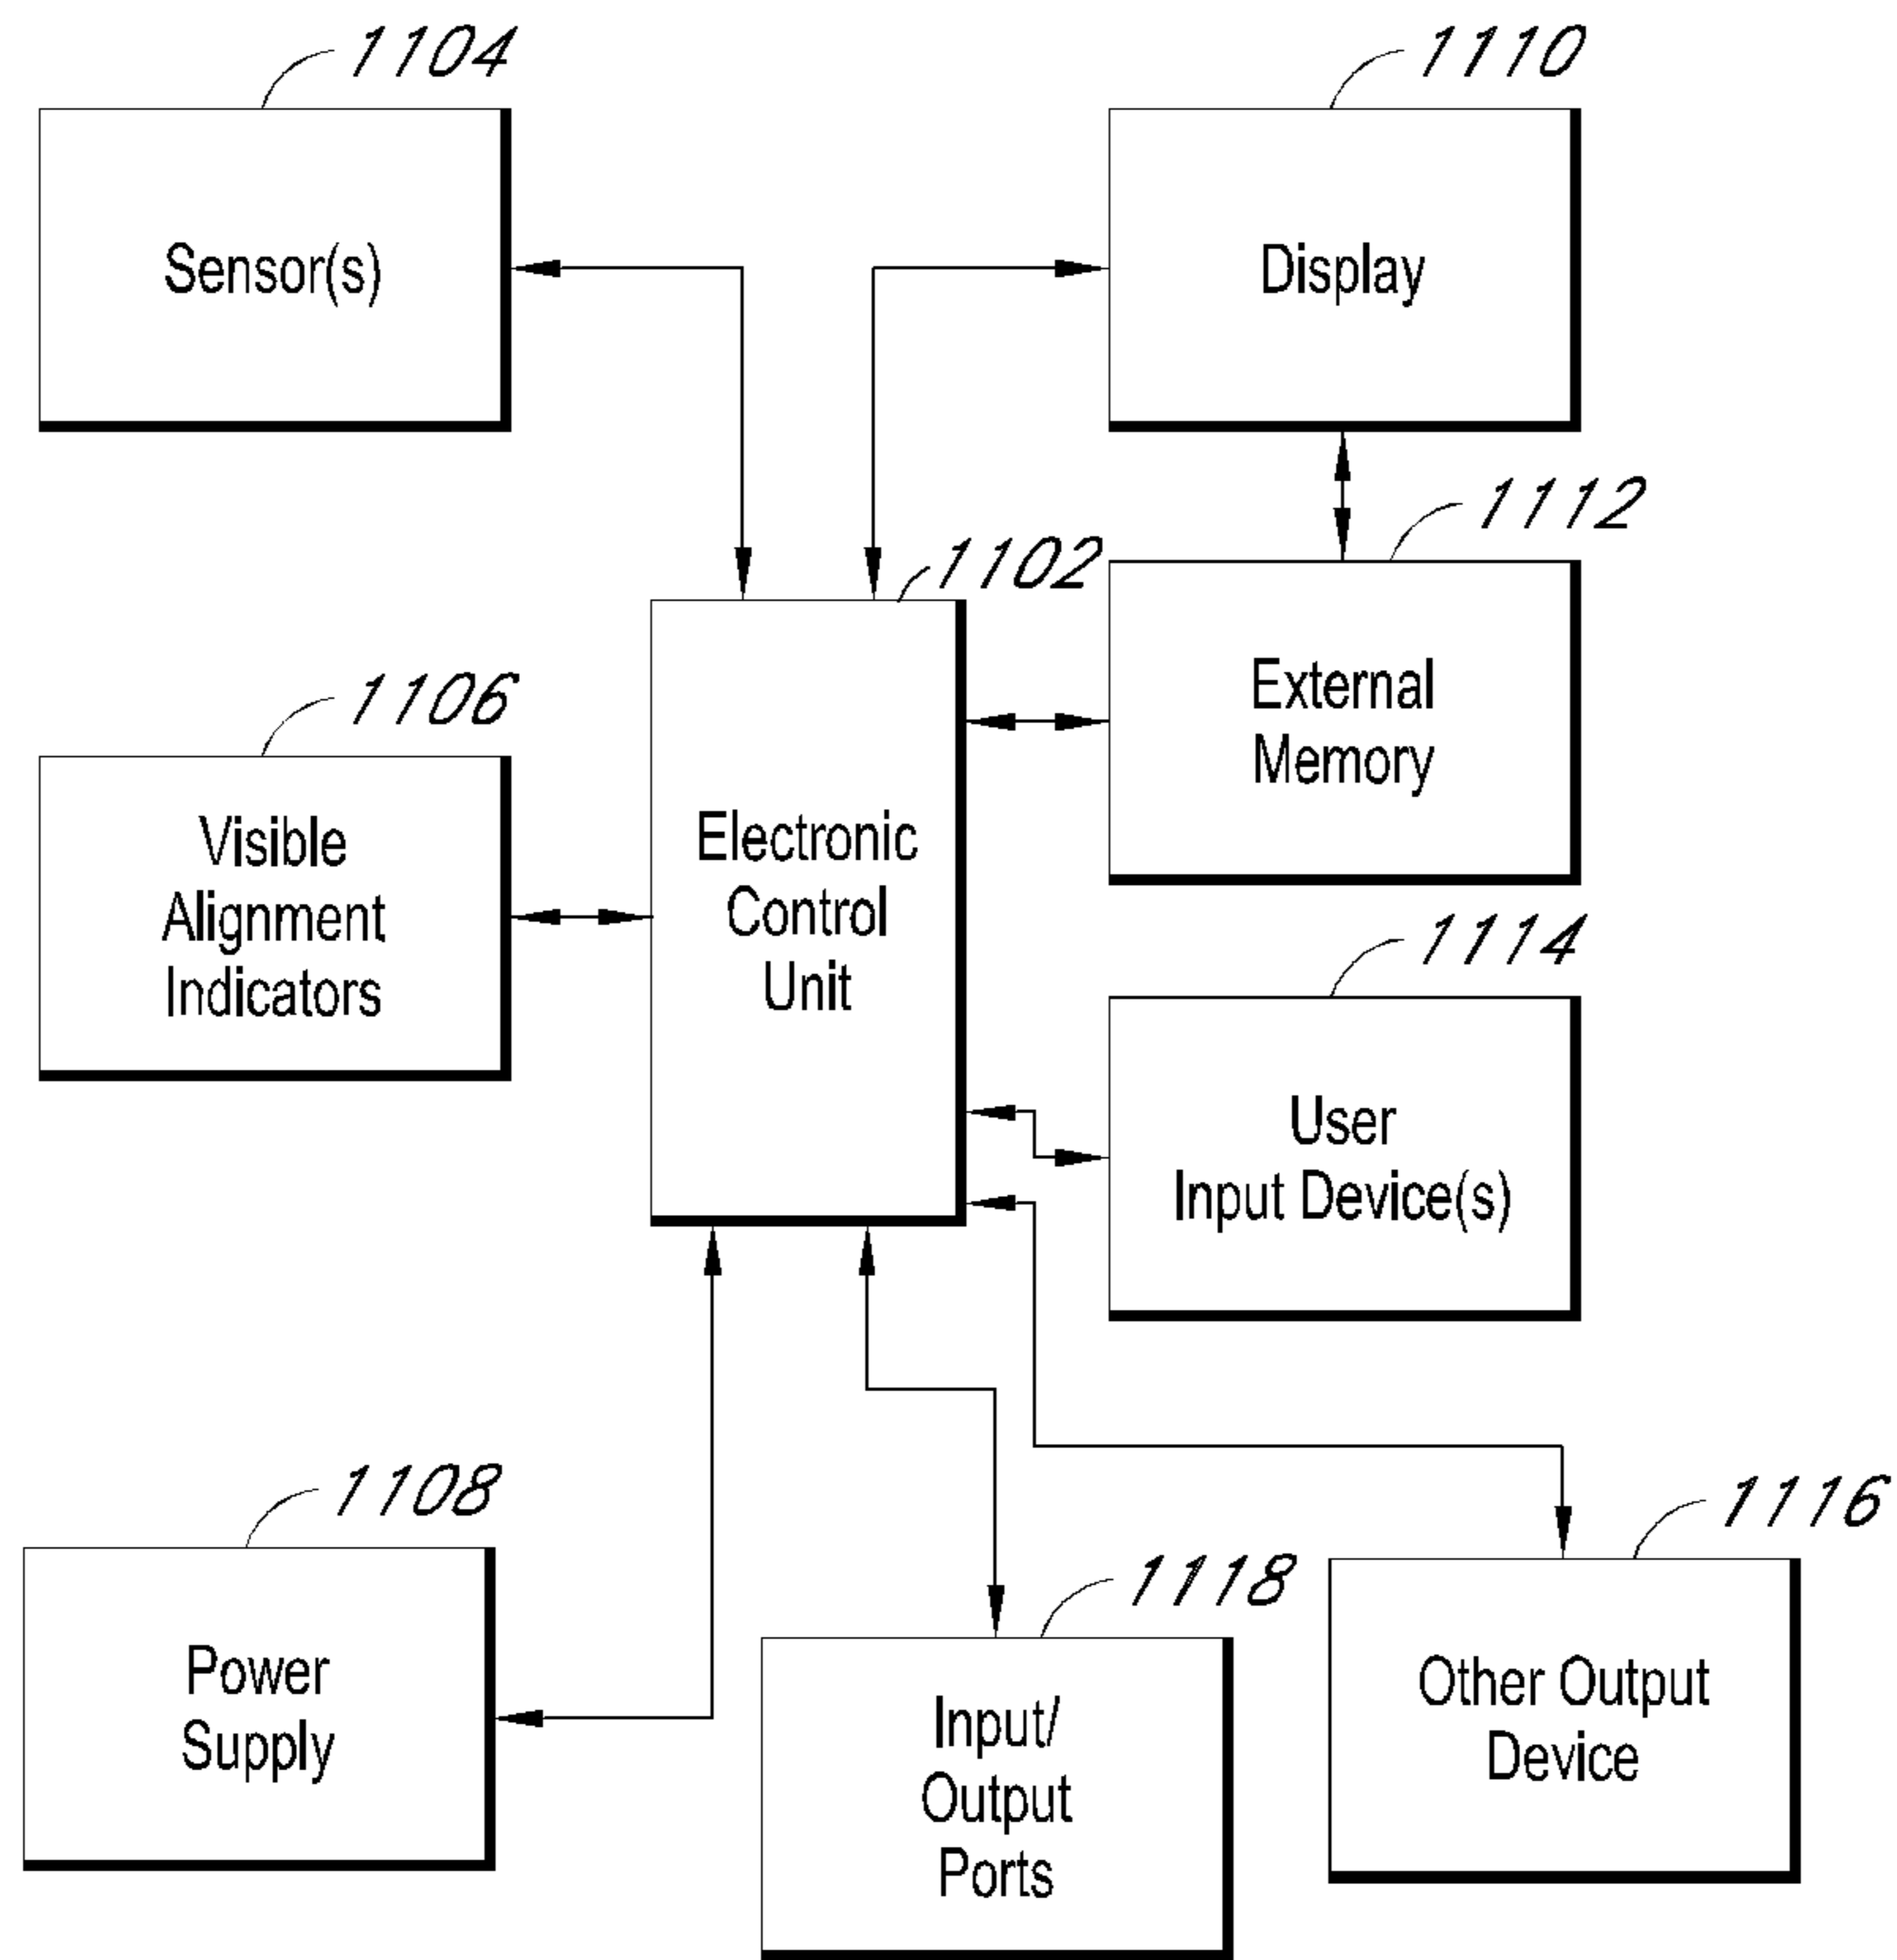 1104
Sensor(s)
1110
Display
1112
External
Memory
1102
Electronic
Control
Unit
1106
Visible
Alignment
Indicators
1114
User
Input Device(s)
1108
Power
Supply
1118
Input/
Output
Ports
1116
Other Output
Device